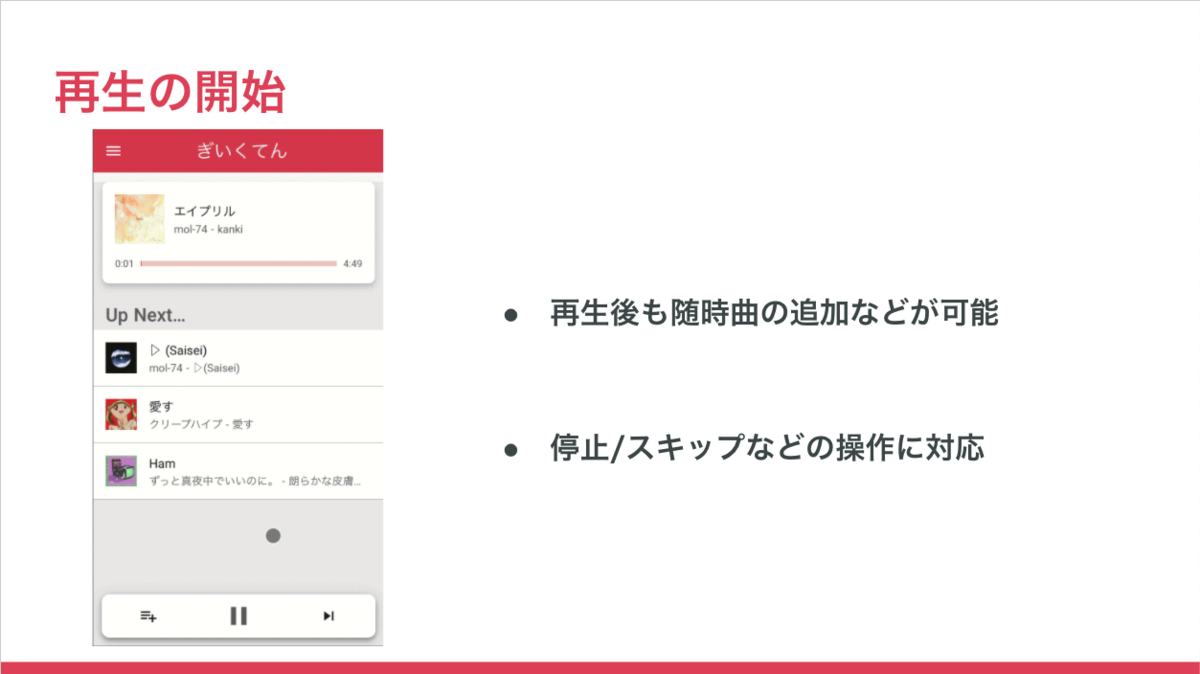 再生の開始
ぎいくてん
エイプリル
mol-74 - kanki
0:01
4:49
Up Next...
▷ (Saisei)
mol-74 - ▷(Saisei)
愛す
クリープハイプ - 愛す
Ham
ずっと真夜中でいいのに。 - 朗らかな皮膚...
● 再生後も随時曲の追加などが可能
● 停止/スキップなどの操作に対応